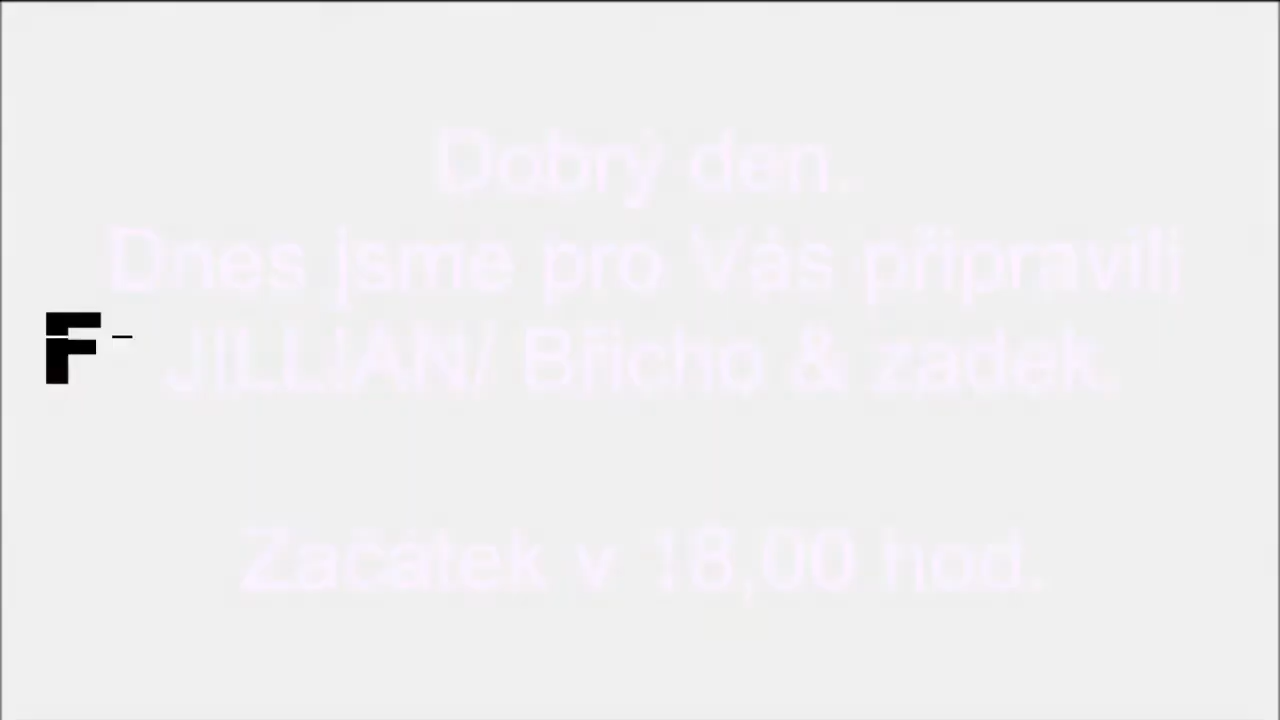 Dobrý den.
Dnes jsme pro Vás připravili
JILLIAN/ Břicho & zadek.
F
Začátek v 18,00 hod.